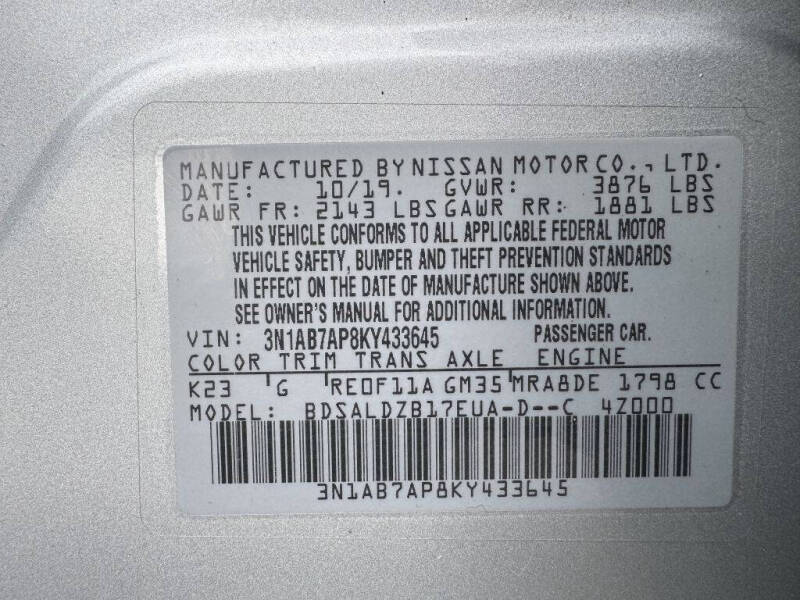 MANUFACTURED BY NISSAN MOTOR CO., LTD.
DATE: 10/19. GVWR: 3876 LBS
GAWR FR: 2143 LBS GAWR RR: 1881 LBS
THIS VEHICLE CONFORMS TO ALL APPLICABLE FEDERAL MOTOR
VEHICLE SAFETY, BUMPER AND THEFT PREVENTION STANDARDS
IN EFFECT ON THE DATE OF MANUFACTURE SHOWN ABOVE.
SEE OWNER'S MANUAL FOR ADDITIONAL INFORMATION.
VIN: 3N1AB7AP8KY433645 PASSENGER CAR.
COLOR TRIM TRANS AXLE ENGINE
K23 G RE0F11A GM35 MRA8DE 1798 CC
MODEL: BDSALDZB17EUA-D--C 4Z000
3N1AB7AP8KY433645